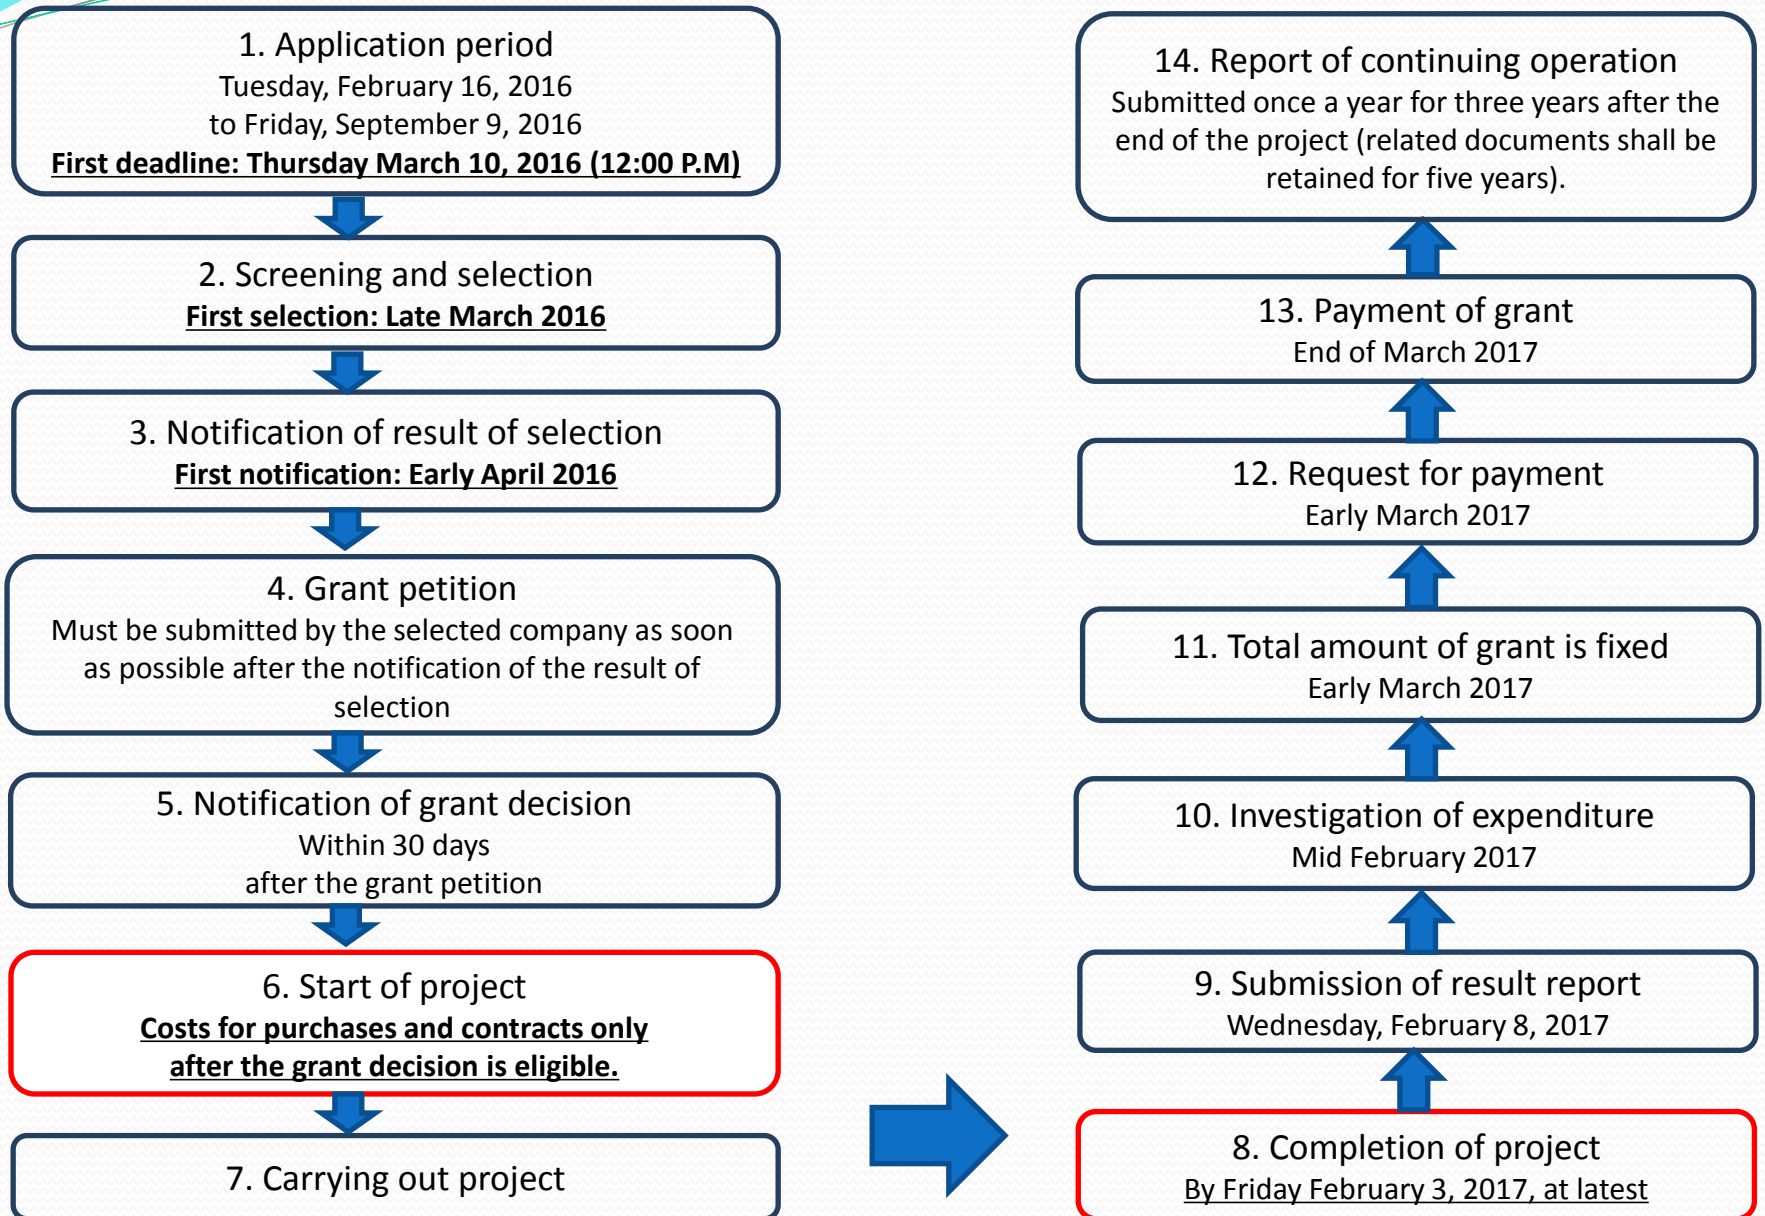 1. Application period
Tuesday, February 16, 2016
to Friday, September 9, 2016
First deadline: Thursday March 10, 2016 (12:00 P.M)
2. Screening and selection
First selection: Late March 2016
3. Notification of result of selection
First notification: Early April 2016
4. Grant petition
Must be submitted by the selected company as soon
as possible after the notification of the result of
selection
5. Notification of grant decision
Within 30 days
after the grant petition
6. Start of project
Costs for purchases and contracts only
after the grant decision is eligible.
7. Carrying out project
8. Completion of project
By Friday February 3, 2017, at latest
9. Submission of result report
Wednesday, February 8, 2017
10. Investigation of expenditure
Mid February 2017
11. Total amount of grant is fixed
Early March 2017
12. Request for payment
Early March 2017
13. Payment of grant
End of March 2017
14. Report of continuing operation
Submitted once a year for three years after the
end of the project (related documents shall be
retained for five years).